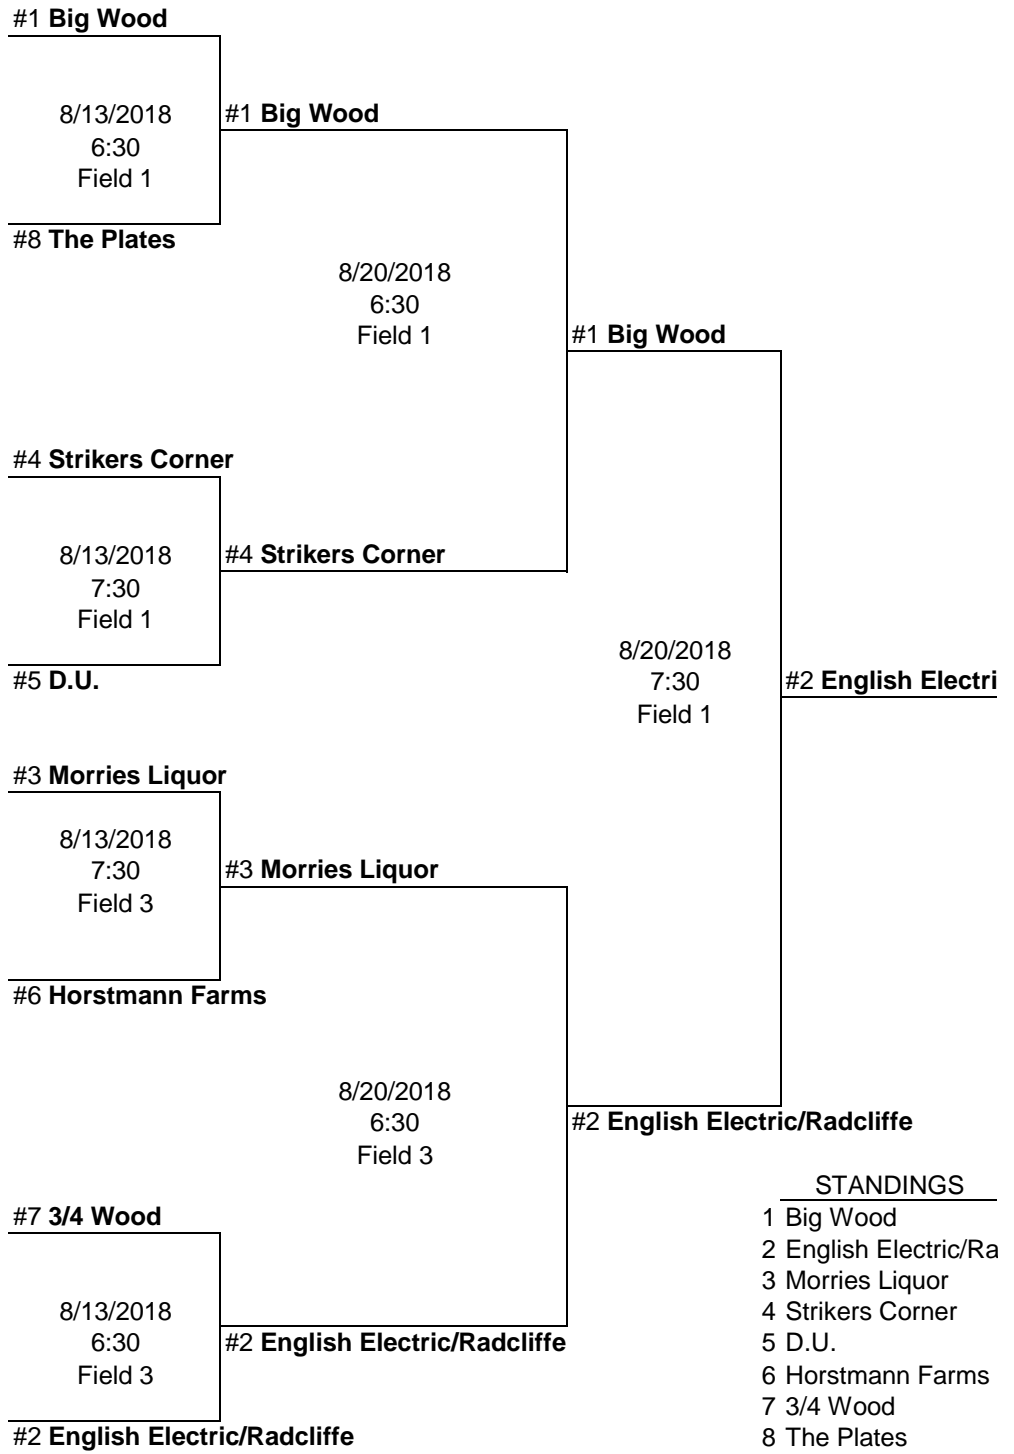 #1 Big Wood
8/13/2018
6:30
Field 1
#1 Big Wood
#8 The Plates
8/20/2018
6:30
Field 1
#1 Big Wood
#4 Strikers Corner
8/13/2018
7:30
Field 1
#4 Strikers Corner
#5 D.U.
8/20/2018
7:30
Field 1
#2 English Electri
#3 Morries Liquor
8/13/2018
7:30
Field 3
#3 Morries Liquor
#6 Horstmann Farms
8/20/2018
6:30
Field 3
#2 English Electric/Radcliffe
#7 3/4 Wood
8/13/2018
6:30
Field 3
#2 English Electric/Radcliffe
#2 English Electric/Radcliffe
STANDINGS
1 Big Wood
2 English Electric/Ra
3 Morries Liquor
4 Strikers Corner
5 D.U.
6 Horstmann Farms
7 3/4 Wood
8 The Plates